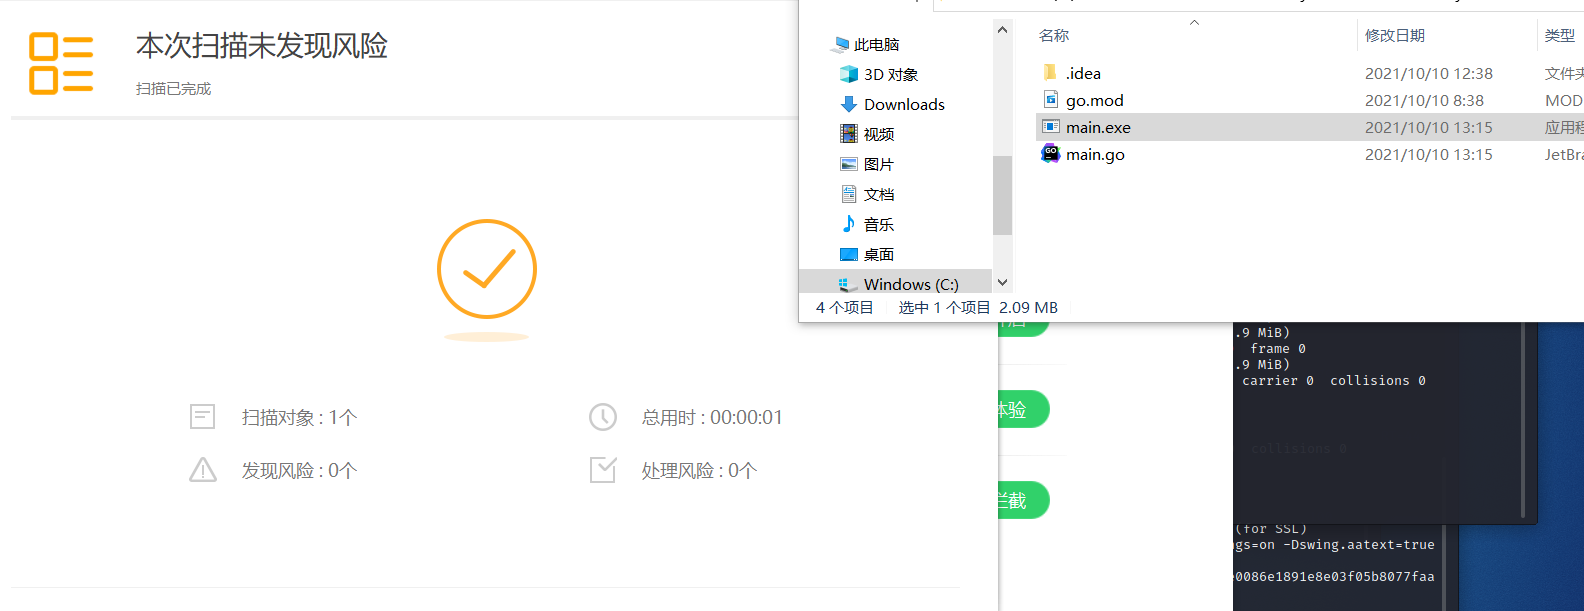 本次扫描未发现风险
扫描已完成
扫描对象 : 1个
总用时 : 00:00:01
发现风险 : 0个
处理风险 : 0个
此电脑
3D 对象
Downloads
视频
图片
文档
音乐
桌面
Windows (C:)
名称
修改日期
类型
.idea
2021/10/10 12:38
文件夹
go.mod
2021/10/10 8:38
MOD
main.exe
2021/10/10 13:15
应用程
main.go
2021/10/10 13:15
JetBra
4 个项目
选中 1 个项目 2.09 MB
体验
拦截
.9 MiB)
frame 0
.9 MiB)
carrier 0 collisions 0
collisions 0
(for SSL)
ngs=on -Dswing.aatext=true
e0086e1891e8e03f05b8077faa